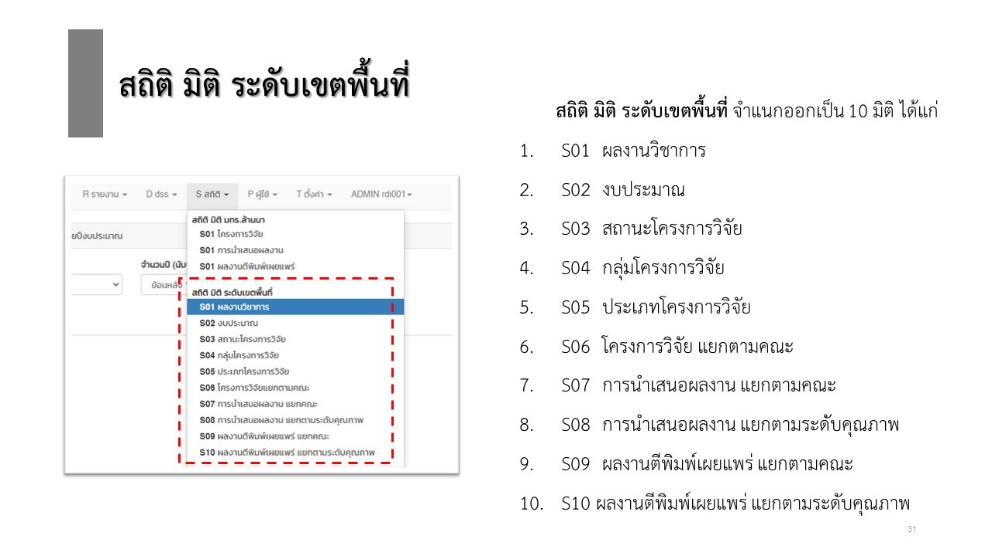 สถิติ มิติ ระดับเขตพื้นที่
R รายงาน D dss S สถิติ P ผู้ใช้ T ตั้งค่า ADMIN rdi001
สถิติ มิติ มทร.ล้านนา
S01 โครงการวิจัย
S01 การนำเสนอผลงาน
S01 ผลงานตีพิมพ์เผยแพร่
ยปีงบประมาณ
จำนวนปี (นับ
ย้อนหลัง
สถิติ มิติ ระดับเขตพื้นที่
S01 ผลงานวิชาการ
S02 งบประมาณ
S03 สถานะโครงการวิจัย
S04 กลุ่มโครงการวิจัย
S05 ประเภทโครงการวิจัย
S06 โครงการวิจัยแยกตามคณะ
S07 การนำเสนอผลงาน แยกคณะ
S08 การนำเสนอผลงาน แยกตามระดับคุณภาพ
S09 ผลงานตีพิมพ์เผยแพร่ แยกคณะ
S10 ผลงานตีพิมพ์เผยแพร่ แยกตามระดับคุณภาพ
สถิติ มิติ ระดับเขตพื้นที่ จำแนกออกเป็น 10 มิติ ได้แก่
1. S01 ผลงานวิชาการ
2. S02 งบประมาณ
3. S03 สถานะโครงการวิจัย
4. S04 กลุ่มโครงการวิจัย
5. S05 ประเภทโครงการวิจัย
6. S06 โครงการวิจัย แยกตามคณะ
7. S07 การนำเสนอผลงาน แยกตามคณะ
8. S08 การนำเสนอผลงาน แยกตามระดับคุณภาพ
9. S09 ผลงานตีพิมพ์เผยแพร่ แยกตามคณะ
10. S10 ผลงานตีพิมพ์เผยแพร่ แยกตามระดับคุณภาพ
31